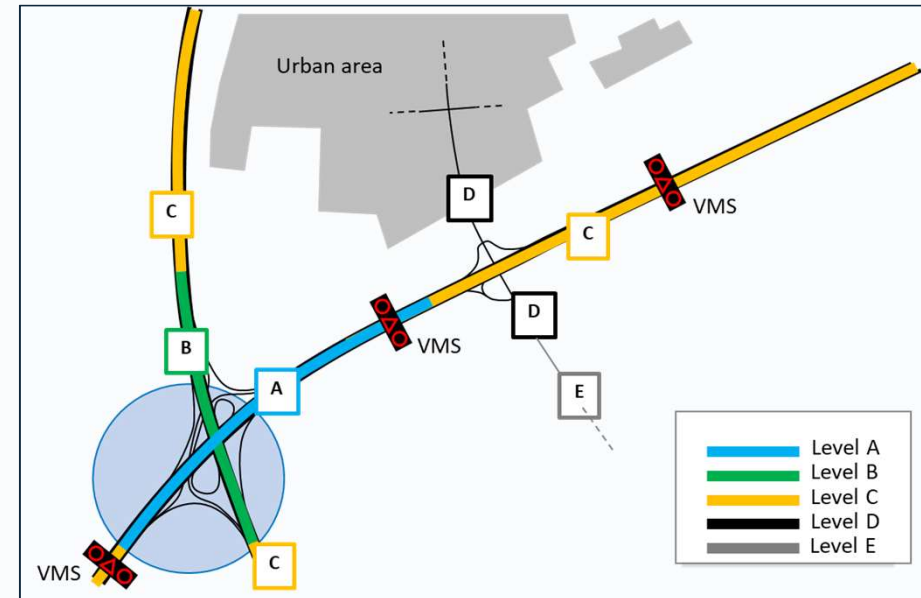 Urban area
D
C
C
VMS
D
B
VMS
A
E
C
VMS
Level A
Level B
Level C
Level D
Level E